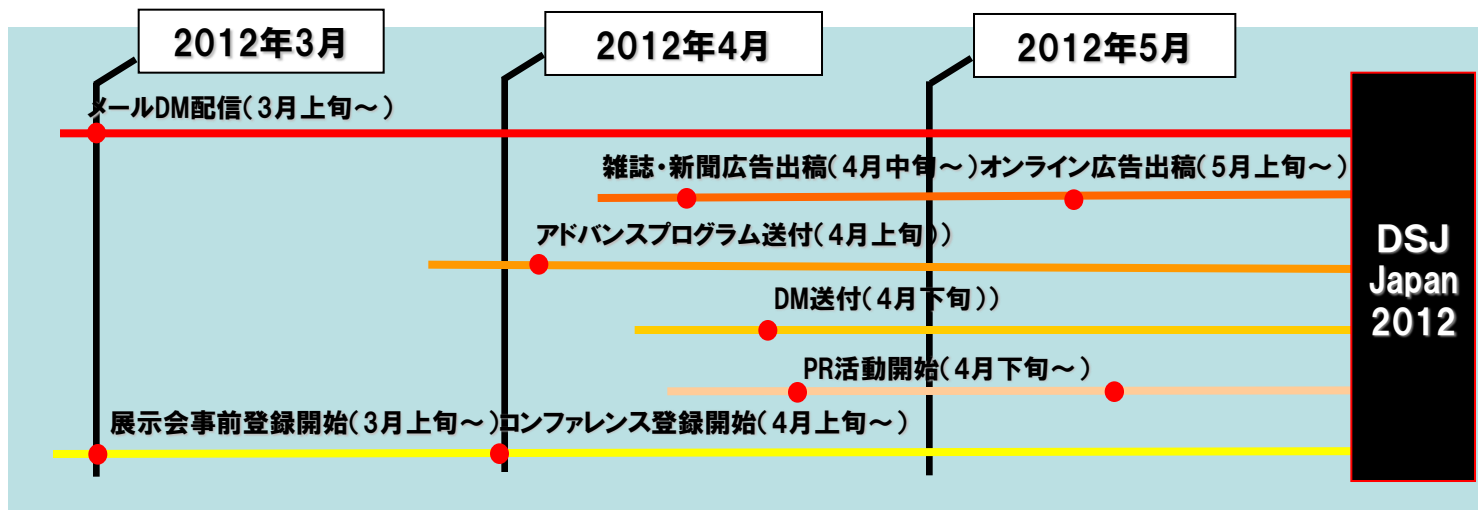 2012年3月
2012年4月
2012年5月
メールDM配信(3月上旬～)
雑誌・新聞広告出稿(4月中旬～)オンライン広告出稿(5月上旬～)
アドバンスプログラム送付(4月上旬))
DM送付(4月下旬))
PR活動開始(4月下旬～)
展示会事前登録開始(3月上旬～)コンファレンス登録開始(4月上旬～)
DSJ
Japan
2012